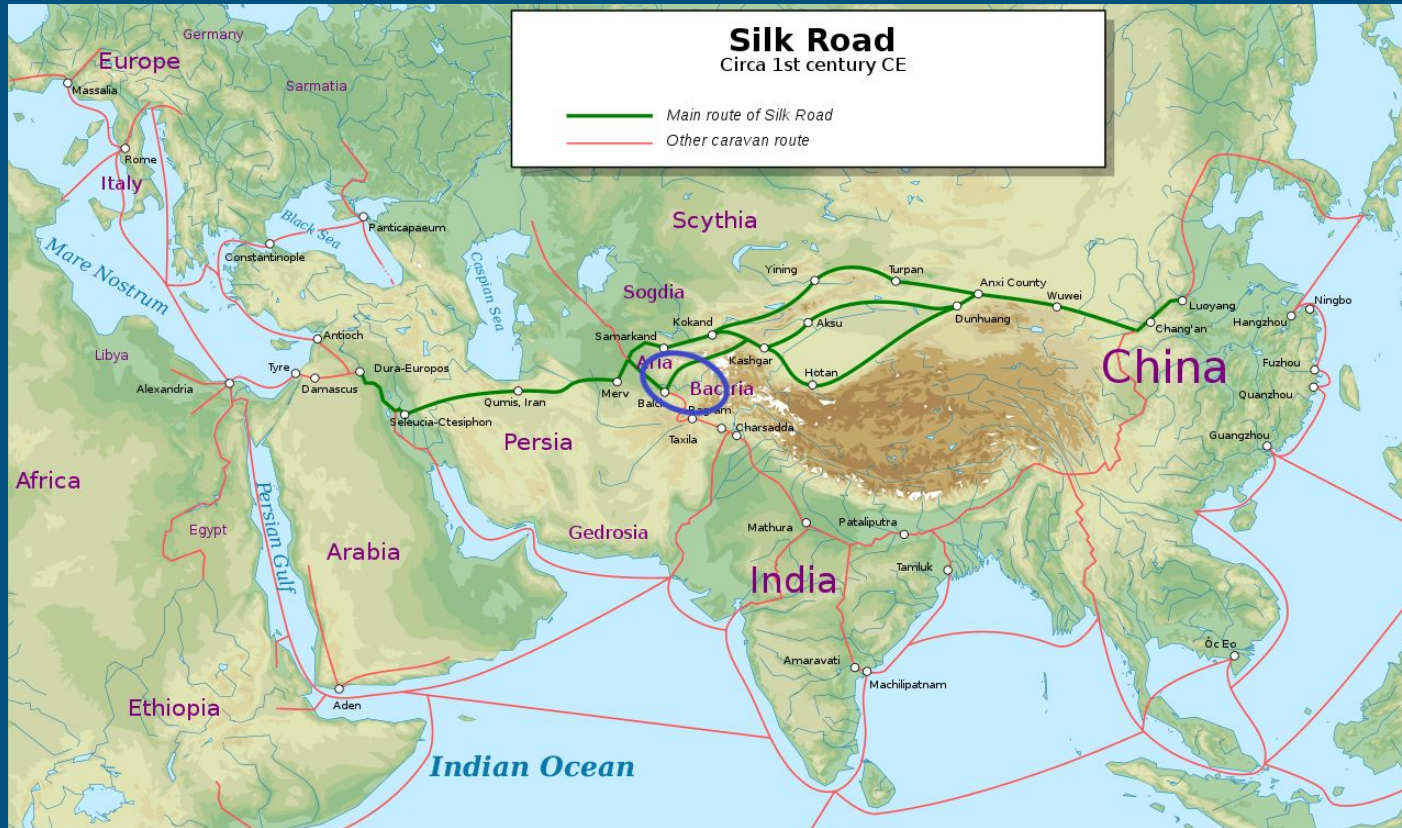 Silk Road
Circa 1st century CE
Main route of Silk Road
Other caravan route
Germany
Europe
Massalia
Sarmatia
Rome
Italy
Black Sea
Panticapaeum
Constantinople
Mare Nostrum
Caspian Sea
Scythia
Sogdia
Yining
Turpan
Anxi County
Wuwei
Dunhuang
Luoyang
Ningbo
Hangzhou
Chang'an
Samarkand
Kokand
Aksu
Kashgar
Hotan
Aria
Bactria
China
Fuzhou
Quanzhou
Guangzhou
Antioch
Libya
Tyre
Dura-Europos
Damascus
Alexandria
Seleucia-Ctesiphon
Qumis, Iran
Merv
Bagram
Taxila
Charsadda
Persia
Africa
Persian Gulf
Egypt
Arabia
Gedrosia
Mathura
Pataliputra
India
Tamluk
Amaravati
Machilipatnam
Óc Eo
Aden
Ethiopia
Indian Ocean